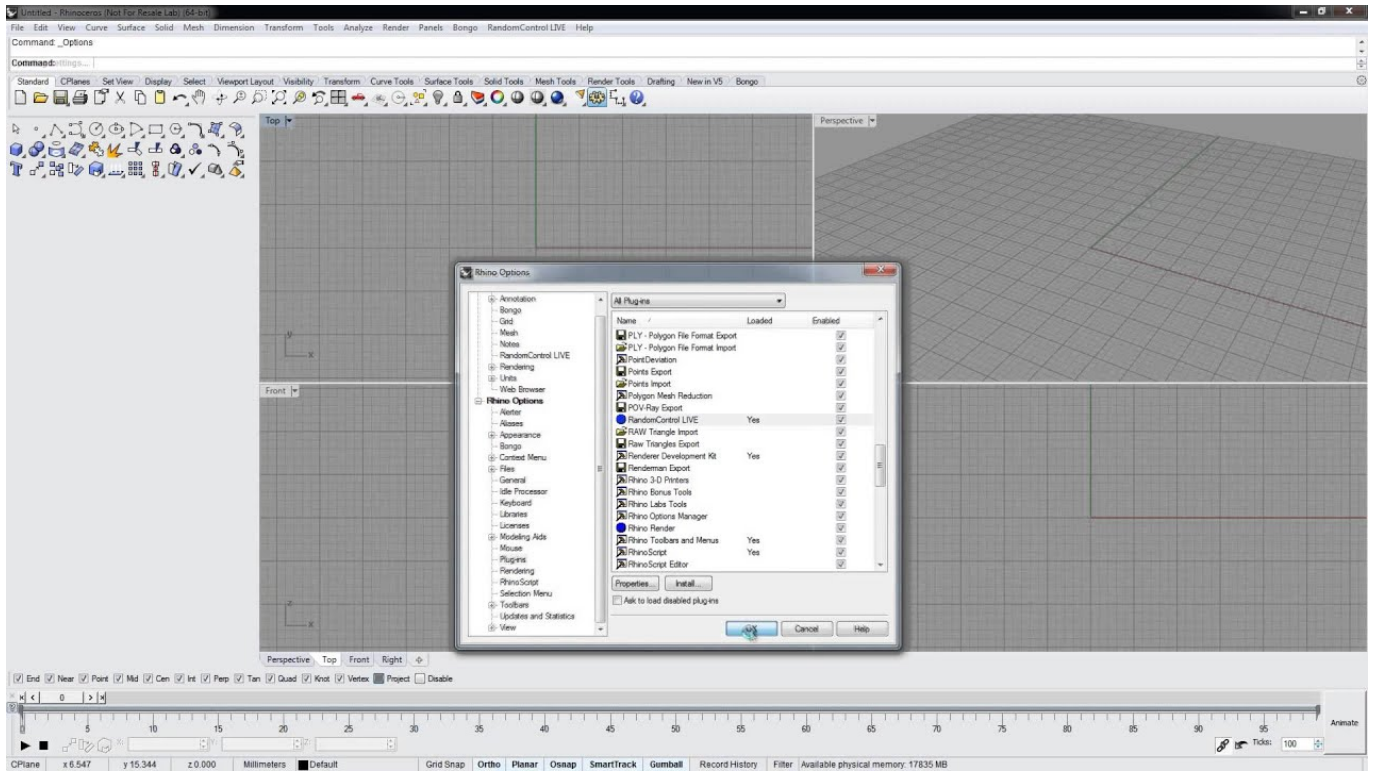 Untitled - Rhinoceros (Not For Resale Lab) (64-bit)
File Edit View Curve Surface Solid Mesh Dimension Transform Tools Analyze Render Panels Bongo RandomControl LIVE Help
Command: _Options
Command:
Standard CPlanes Set View Display Select Viewport Layout Visibility Transform Curve Tools Surface Tools Solid Tools Mesh Tools Render Tools Drafting New in V5 Bongo
Top
Perspective
y
x
Front
z
x
Rhino Options
Annotation
Bongo
Grid
Mesh
Notes
RandomControl LIVE
Rendering
Units
Web Browser
Rhino Options
Alerter
Aliases
Appearance
Bongo
Context Menu
Files
General
Idle Processor
Keyboard
Libraries
Licenses
Modeling Aids
Mouse
Plug-ins
Rendering
RhinoScript
Selection Menu
Toolbars
Updates and Statistics
View
All Plug-ins
Name Loaded Enabled
PLY - Polygon File Format Export
PLY - Polygon File Format Import
PointDeviation
Points Export
Points Import
Polygon Mesh Reduction
POV-Ray Export
RandomControl LIVE Yes
RAW Triangle Import
Raw Triangles Export
Renderer Development Kit Yes
Renderman Export
Rhino 3-D Printers
Rhino Bonus Tools
Rhino Labs Tools
Rhino Options Manager
Rhino Render
Rhino Toolbars and Menus Yes
RhinoScript Yes
RhinoScript Editor
Properties... Install...
Ask to load disabled plug-ins
OK Cancel Help
Perspective Top Front Right
End Near Point Mid Cen Int Perp Tan Quad Knot Vertex Project Disable
0
0 5 10 15 20 25 30 35 40 45 50 55 60 65 70 75 80 85 90 95
Animate
Ticks: 100
CPlane x 6.547 y 15.344 z 0.000 Millimeters Default Grid Snap Ortho Planar Osnap SmartTrack Gumball Record History Filter Available physical memory: 17835 MB